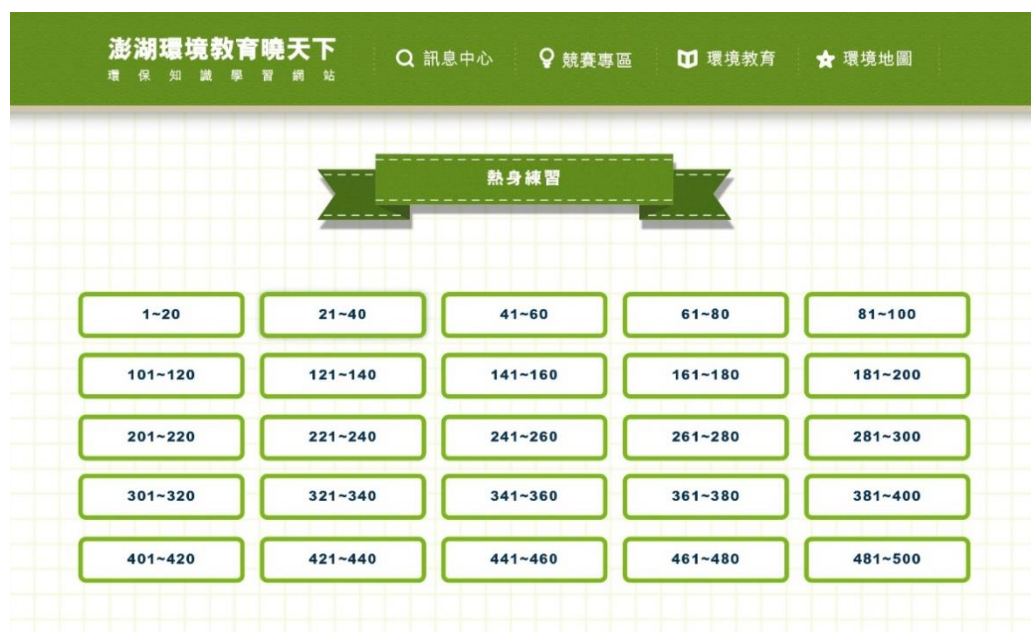 澎湖環境教育曉天下
環保知識學習網站
訊息中心 競賽專區 環境教育 環境地圖
熱身練習
1~20 21~40 41~60 61~80 81~100
101~120 121~140 141~160 161~180 181~200
201~220 221~240 241~260 261~280 281~300
301~320 321~340 341~360 361~380 381~400
401~420 421~440 441~460 461~480 481~500